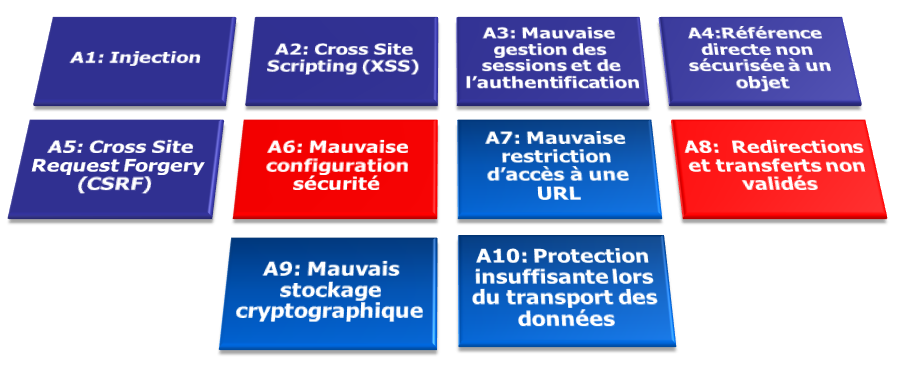 A1: Injection
A2: Cross Site
Scripting (XSS)
A3: Mauvaise
gestion des
sessions et de
l'authentification
A4:Référence
directe non
sécurisée à un
objet
A5: Cross Site
Request Forgery
(CSRF)
A6: Mauvaise
configuration
sécurité
A7: Mauvaise
restriction
d'accès à une
URL
A8: Redirections
et transferts non
validés
A9: Mauvais
stockage
cryptographique
A10: Protection
insuffisante lors
du transport des
données